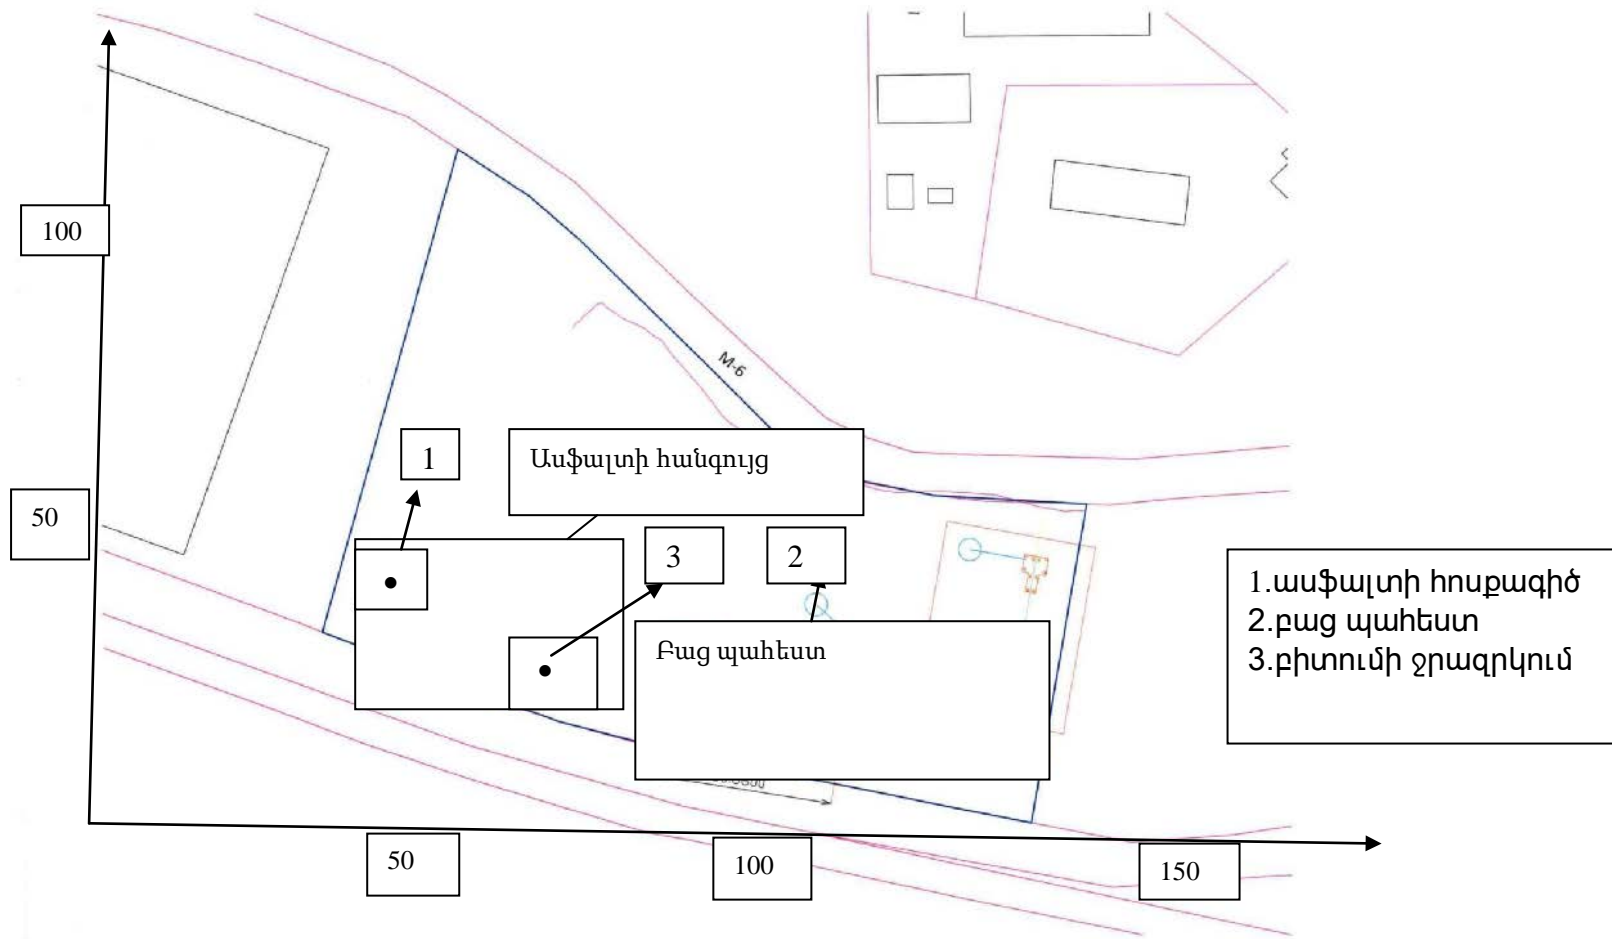 100
M-6
1
Ասֆալտի հանգույց
50
3
2
1.ասֆալտի հոսքագիծ
2.բաց պահեստ
3.բիտումի ջրազրկում
Բաց պահեստ
50
100
150